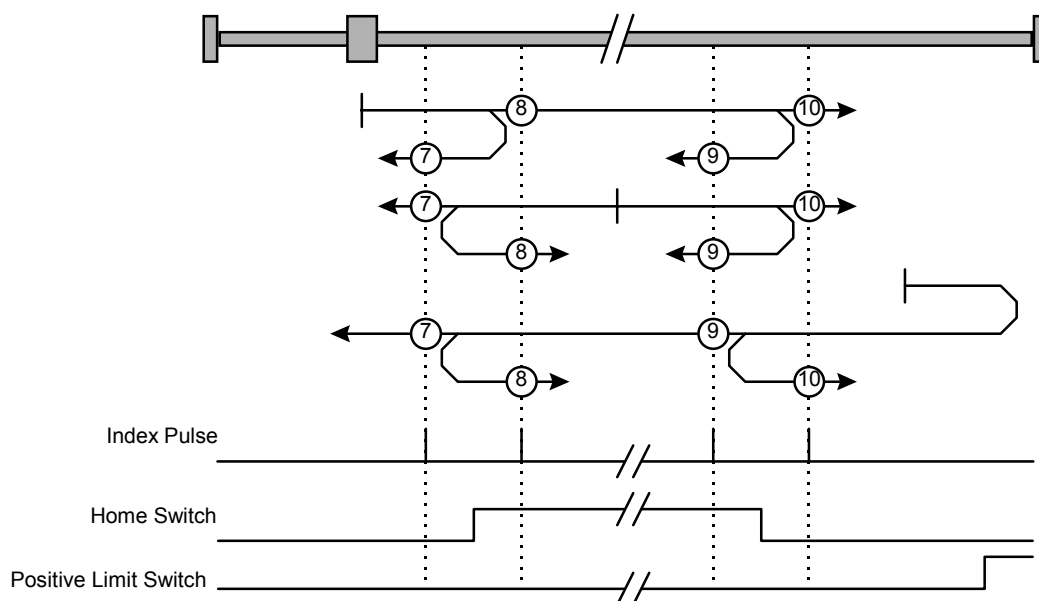 8 10
7 9
7 10
8 9
7 9
8 10
Index Pulse
Home Switch
Positive Limit Switch